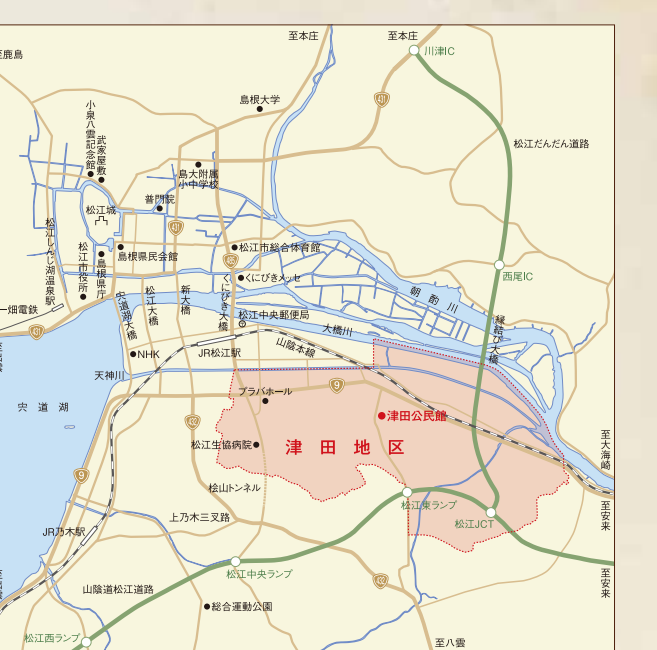 至本庄
至本庄
川津IC
至鹿島
431
島根大学
小泉八雲記念館
武家屋敷
松江だんだん道路
島大附属
小中学校
普門院
松江城
431
松江しんじ湖温泉駅
松江市役所
島根県庁
島根県民会館
松江市総合体育館
485
くにびきメッセ
西尾IC
朝酌川
宍道湖大橋
松江大橋
新大橋
くにびき大橋
松江中央郵便局
大橋川
縁結び大橋
一畑電鉄
431
NHK
JR松江駅
山陰本線
天神川
プラバホール
9
宍道湖
432
津田公民館
松江生協病院
津田地区
至大海崎
9
桧山トンネル
松江東ランプ
上乃木三叉路
松江JCT
至安来
JR乃木駅
松江中央ランプ
432
至安来
山陰道松江道路
総合運動公園
松江西ランプ
至八雲